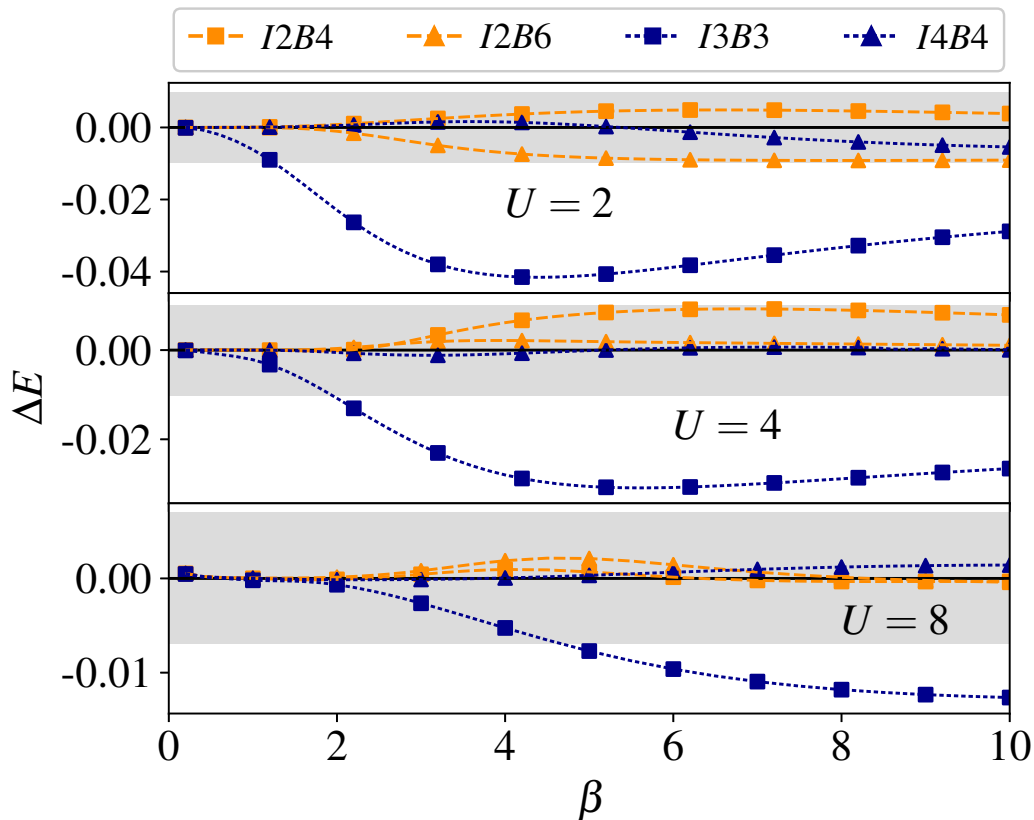 I2B4 I2B6 I3B3 I4B4
0.00
-0.02
-0.04
U = 2
0.00
-0.02
U = 4
ΔE
0.00
-0.01
U = 8
0 2 4 6 8 10
β